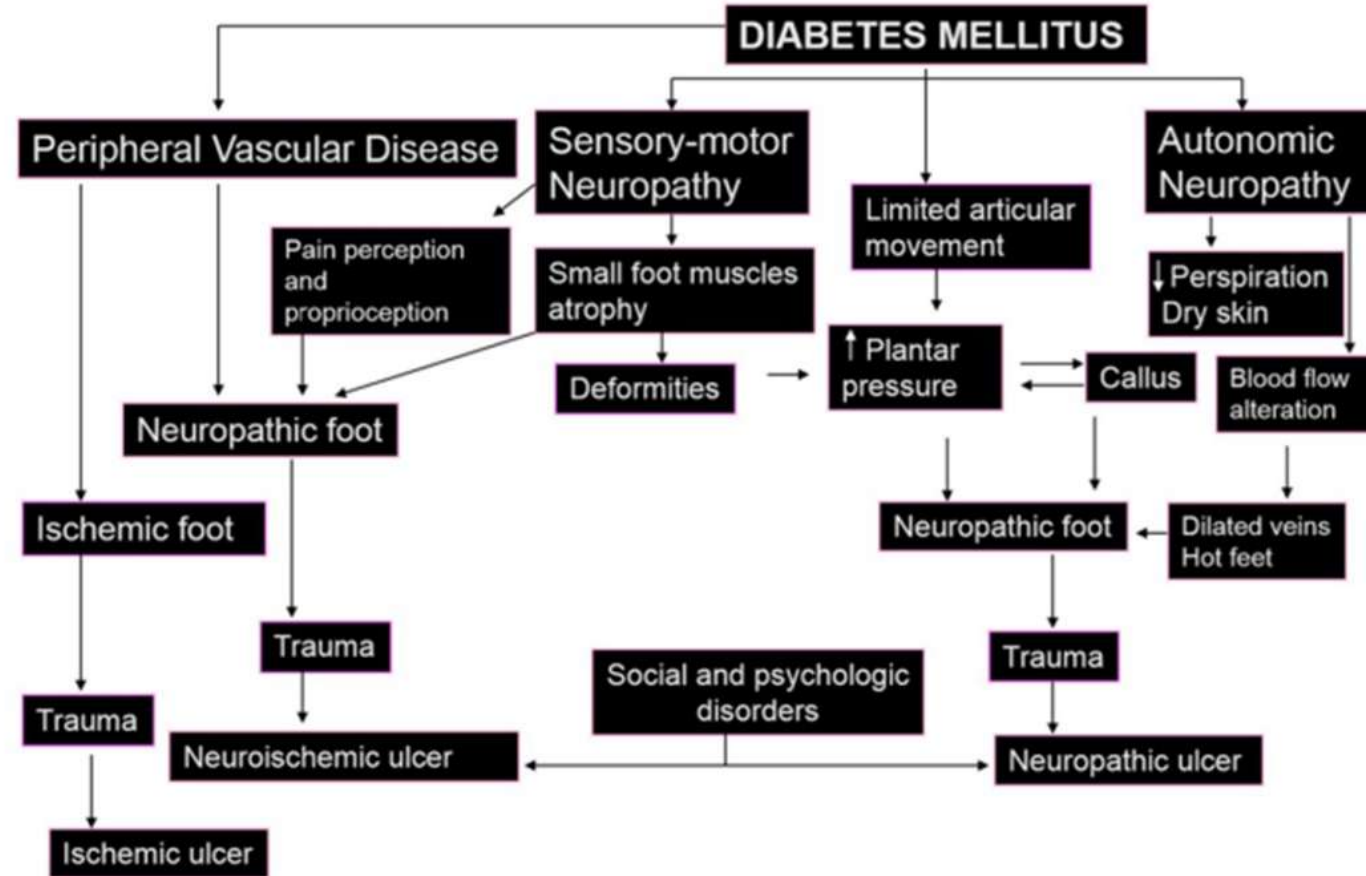 DIABETES MELLITUS
Peripheral Vascular Disease
Sensory-motor
Neuropathy
Autonomic
Neuropathy
Limited articular
movement
Pain perception
and
proprioception
Small foot muscles
atrophy
↓ Perspiration
Dry skin
↑ Plantar
pressure
Deformities
Callus
Blood flow
alteration
Neuropathic foot
Ischemic foot
Neuropathic foot
Dilated veins
Hot feet
Trauma
Trauma
Social and psychologic
disorders
Trauma
Neuroischemic ulcer
Neuropathic ulcer
Ischemic ulcer